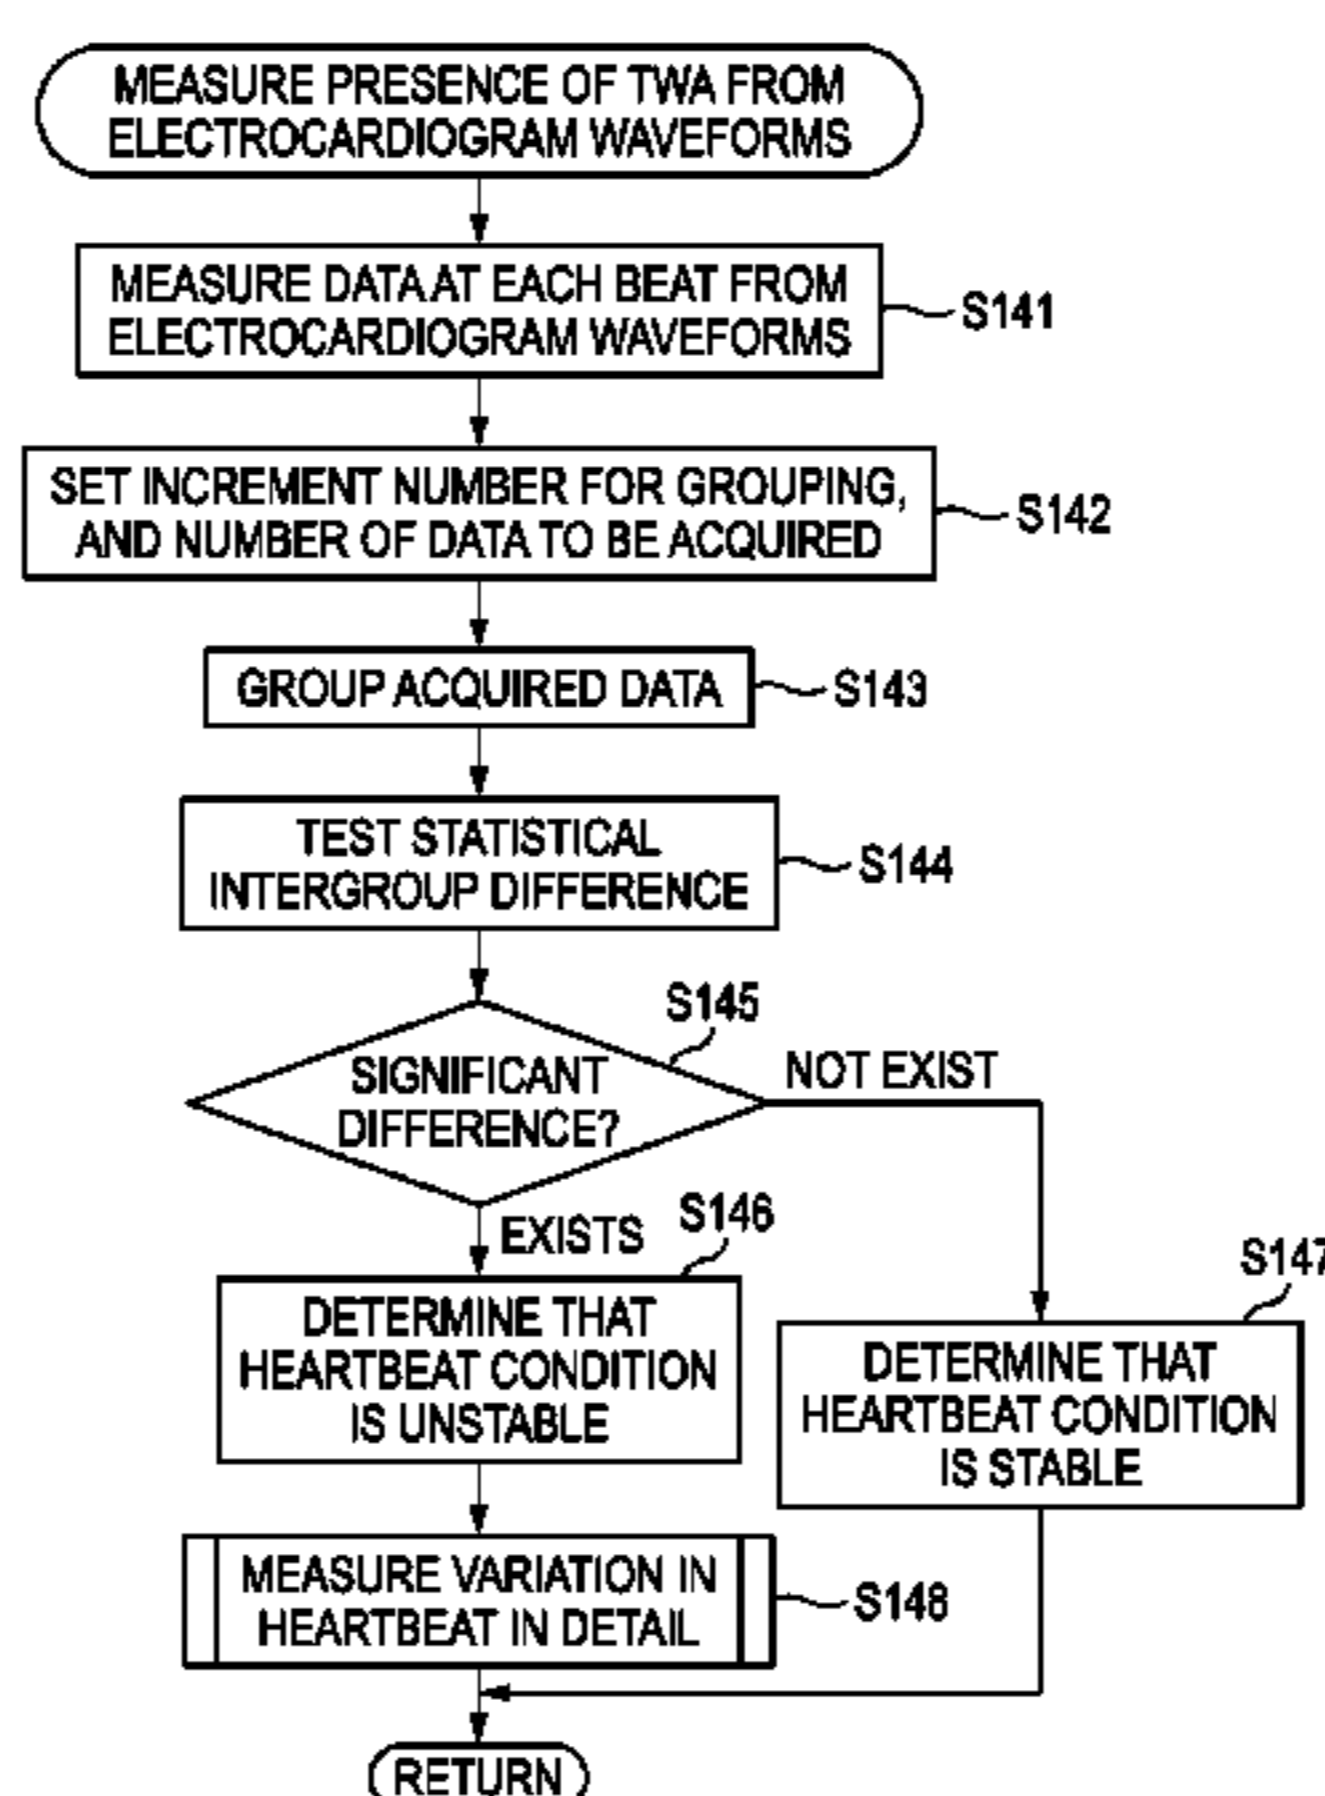 MEASURE PRESENCE OF TWA FROM
ELECTROCARDIOGRAM WAVEFORMS
MEASURE DATA AT EACH BEAT FROM
ELECTROCARDIOGRAM WAVEFORMS
S141
SET INCREMENT NUMBER FOR GROUPING,
AND NUMBER OF DATA TO BE ACQUIRED
S142
GROUP ACQUIRED DATA
S143
TEST STATISTICAL
INTERGROUP DIFFERENCE
S144
S145
SIGNIFICANT
DIFFERENCE?
NOT EXIST
EXISTS
S146
DETERMINE THAT
HEARTBEAT CONDITION
IS UNSTABLE
S147
DETERMINE THAT
HEARTBEAT CONDITION
IS STABLE
MEASURE VARIATION IN
HEARTBEAT IN DETAIL
S148
RETURN